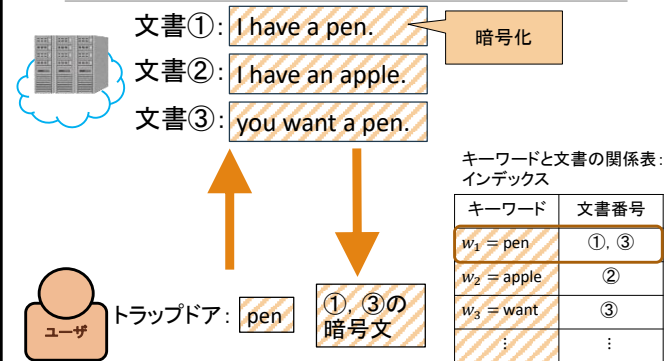 文書①: I have a pen.
暗号化
文書②: I have an apple.
文書③: you want a pen.
キーワードと文書の関係表:
インデックス
キーワード 文書番号
w₁ = pen ①, ③
w₂ = apple ②
w₃ = want ③
⋮ ⋮
ユーザ
トラップドア: pen
①, ③の
暗号文